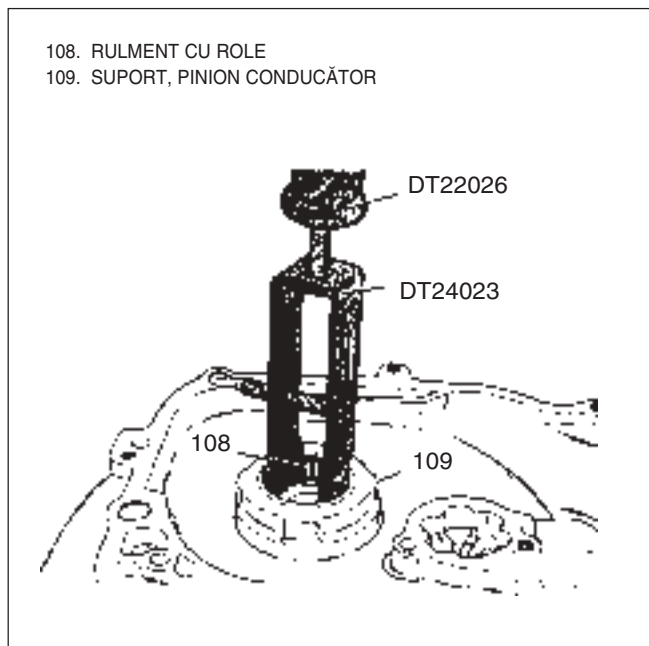 108. RULMENT CU ROLE
109. SUPORT, PINION CONDUCĂTOR
DT22026
DT24023
108
109